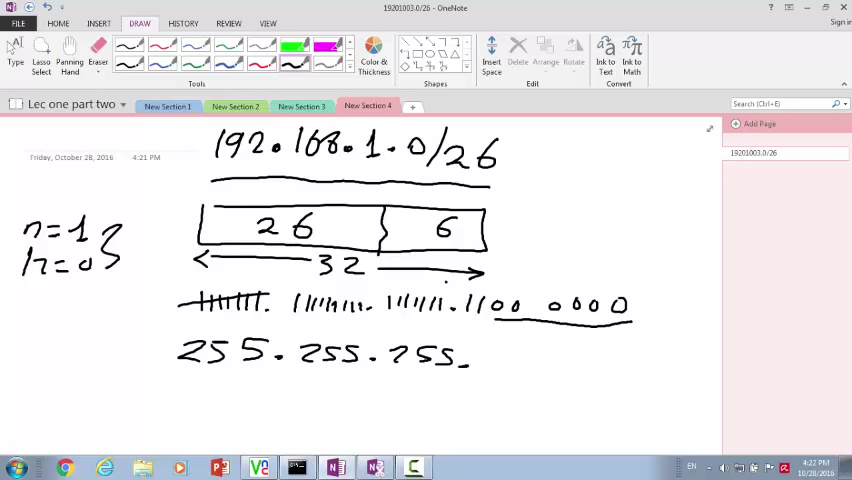 19201003.0/26 - OneNote
FILE HOME INSERT DRAW HISTORY REVIEW VIEW
Sign in
Type Lasso Select Panning Hand Eraser Color & Thickness Insert Space Delete Arrange Rotate Ink to Text Ink to Math
Tools Shapes Edit Convert
Lec one part two New Section 1 New Section 2 New Section 3 New Section 4 Search (Ctrl+E)
Add Page
19201003.0/26
Friday, October 28, 2016 4:21 PM
192.168.1.0/26
26 6
n=1
h=0
32
11111111.11111111.11111111.1100 0000
255.255.255.
EN 4:22 PM
10/28/2016